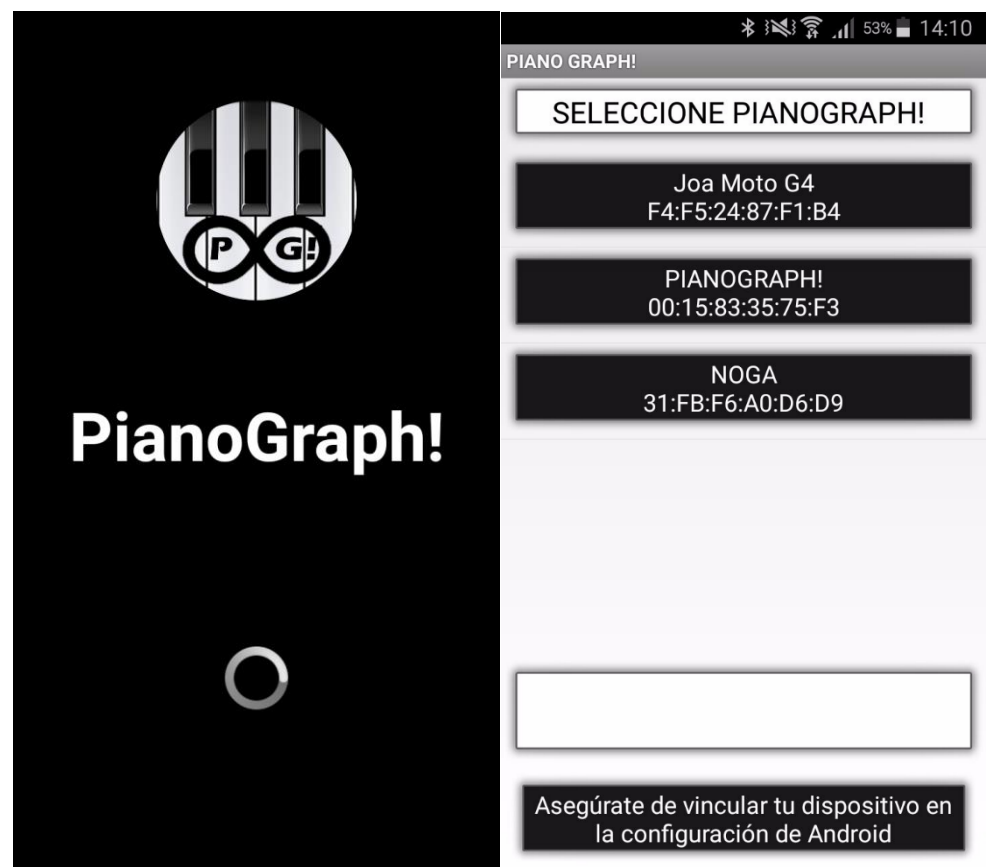 P G!
PianoGraph!
53% 14:10
PIANO GRAPH!
SELECCIONE PIANOGRAPH!
Joa Moto G4
F4:F5:24:87:F1:B4
PIANOGRAPH!
00:15:83:35:75:F3
NOGA
31:FB:F6:A0:D6:D9
Asegúrate de vincular tu dispositivo en
la configuración de Android